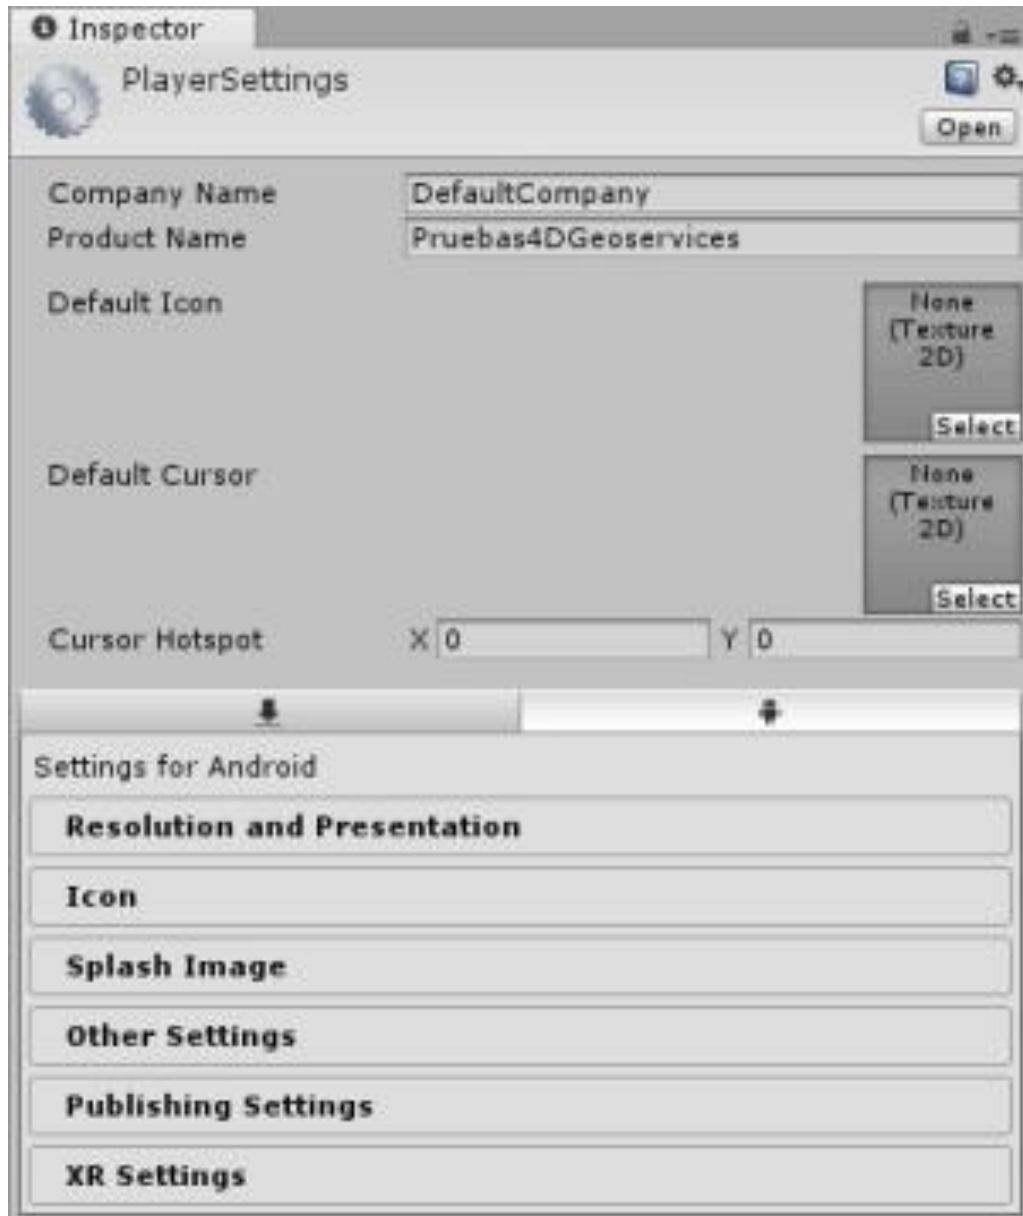 Inspector
PlayerSettings
Open
Company Name DefaultCompany
Product Name Pruebas4DGeoservices
Default Icon
None
(Texture
2D)
Select
Default Cursor
None
(Texture
2D)
Select
Cursor Hotspot X 0 Y 0
Settings for Android
Resolution and Presentation
Icon
Splash Image
Other Settings
Publishing Settings
XR Settings